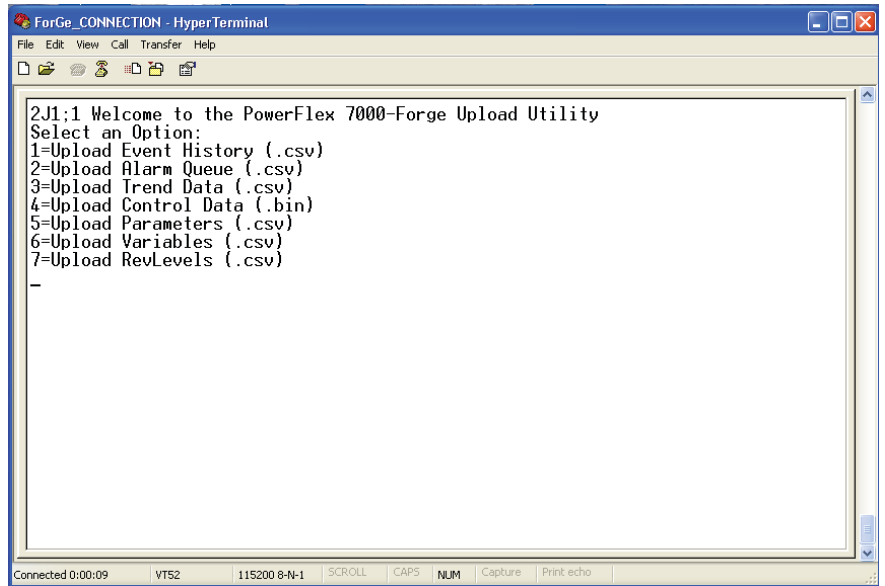 ForGe_CONNECTION - HyperTerminal
File Edit View Call Transfer Help
2J1;1 Welcome to the PowerFlex 7000-Forge Upload Utility
Select an Option:
1=Upload Event History (.csv)
2=Upload Alarm Queue (.csv)
3=Upload Trend Data (.csv)
4=Upload Control Data (.bin)
5=Upload Parameters (.csv)
6=Upload Variables (.csv)
7=Upload RevLevels (.csv)
_
Connected 0:00:09 VT52 115200 8-N-1 SCROLL CAPS NUM Capture Print echo